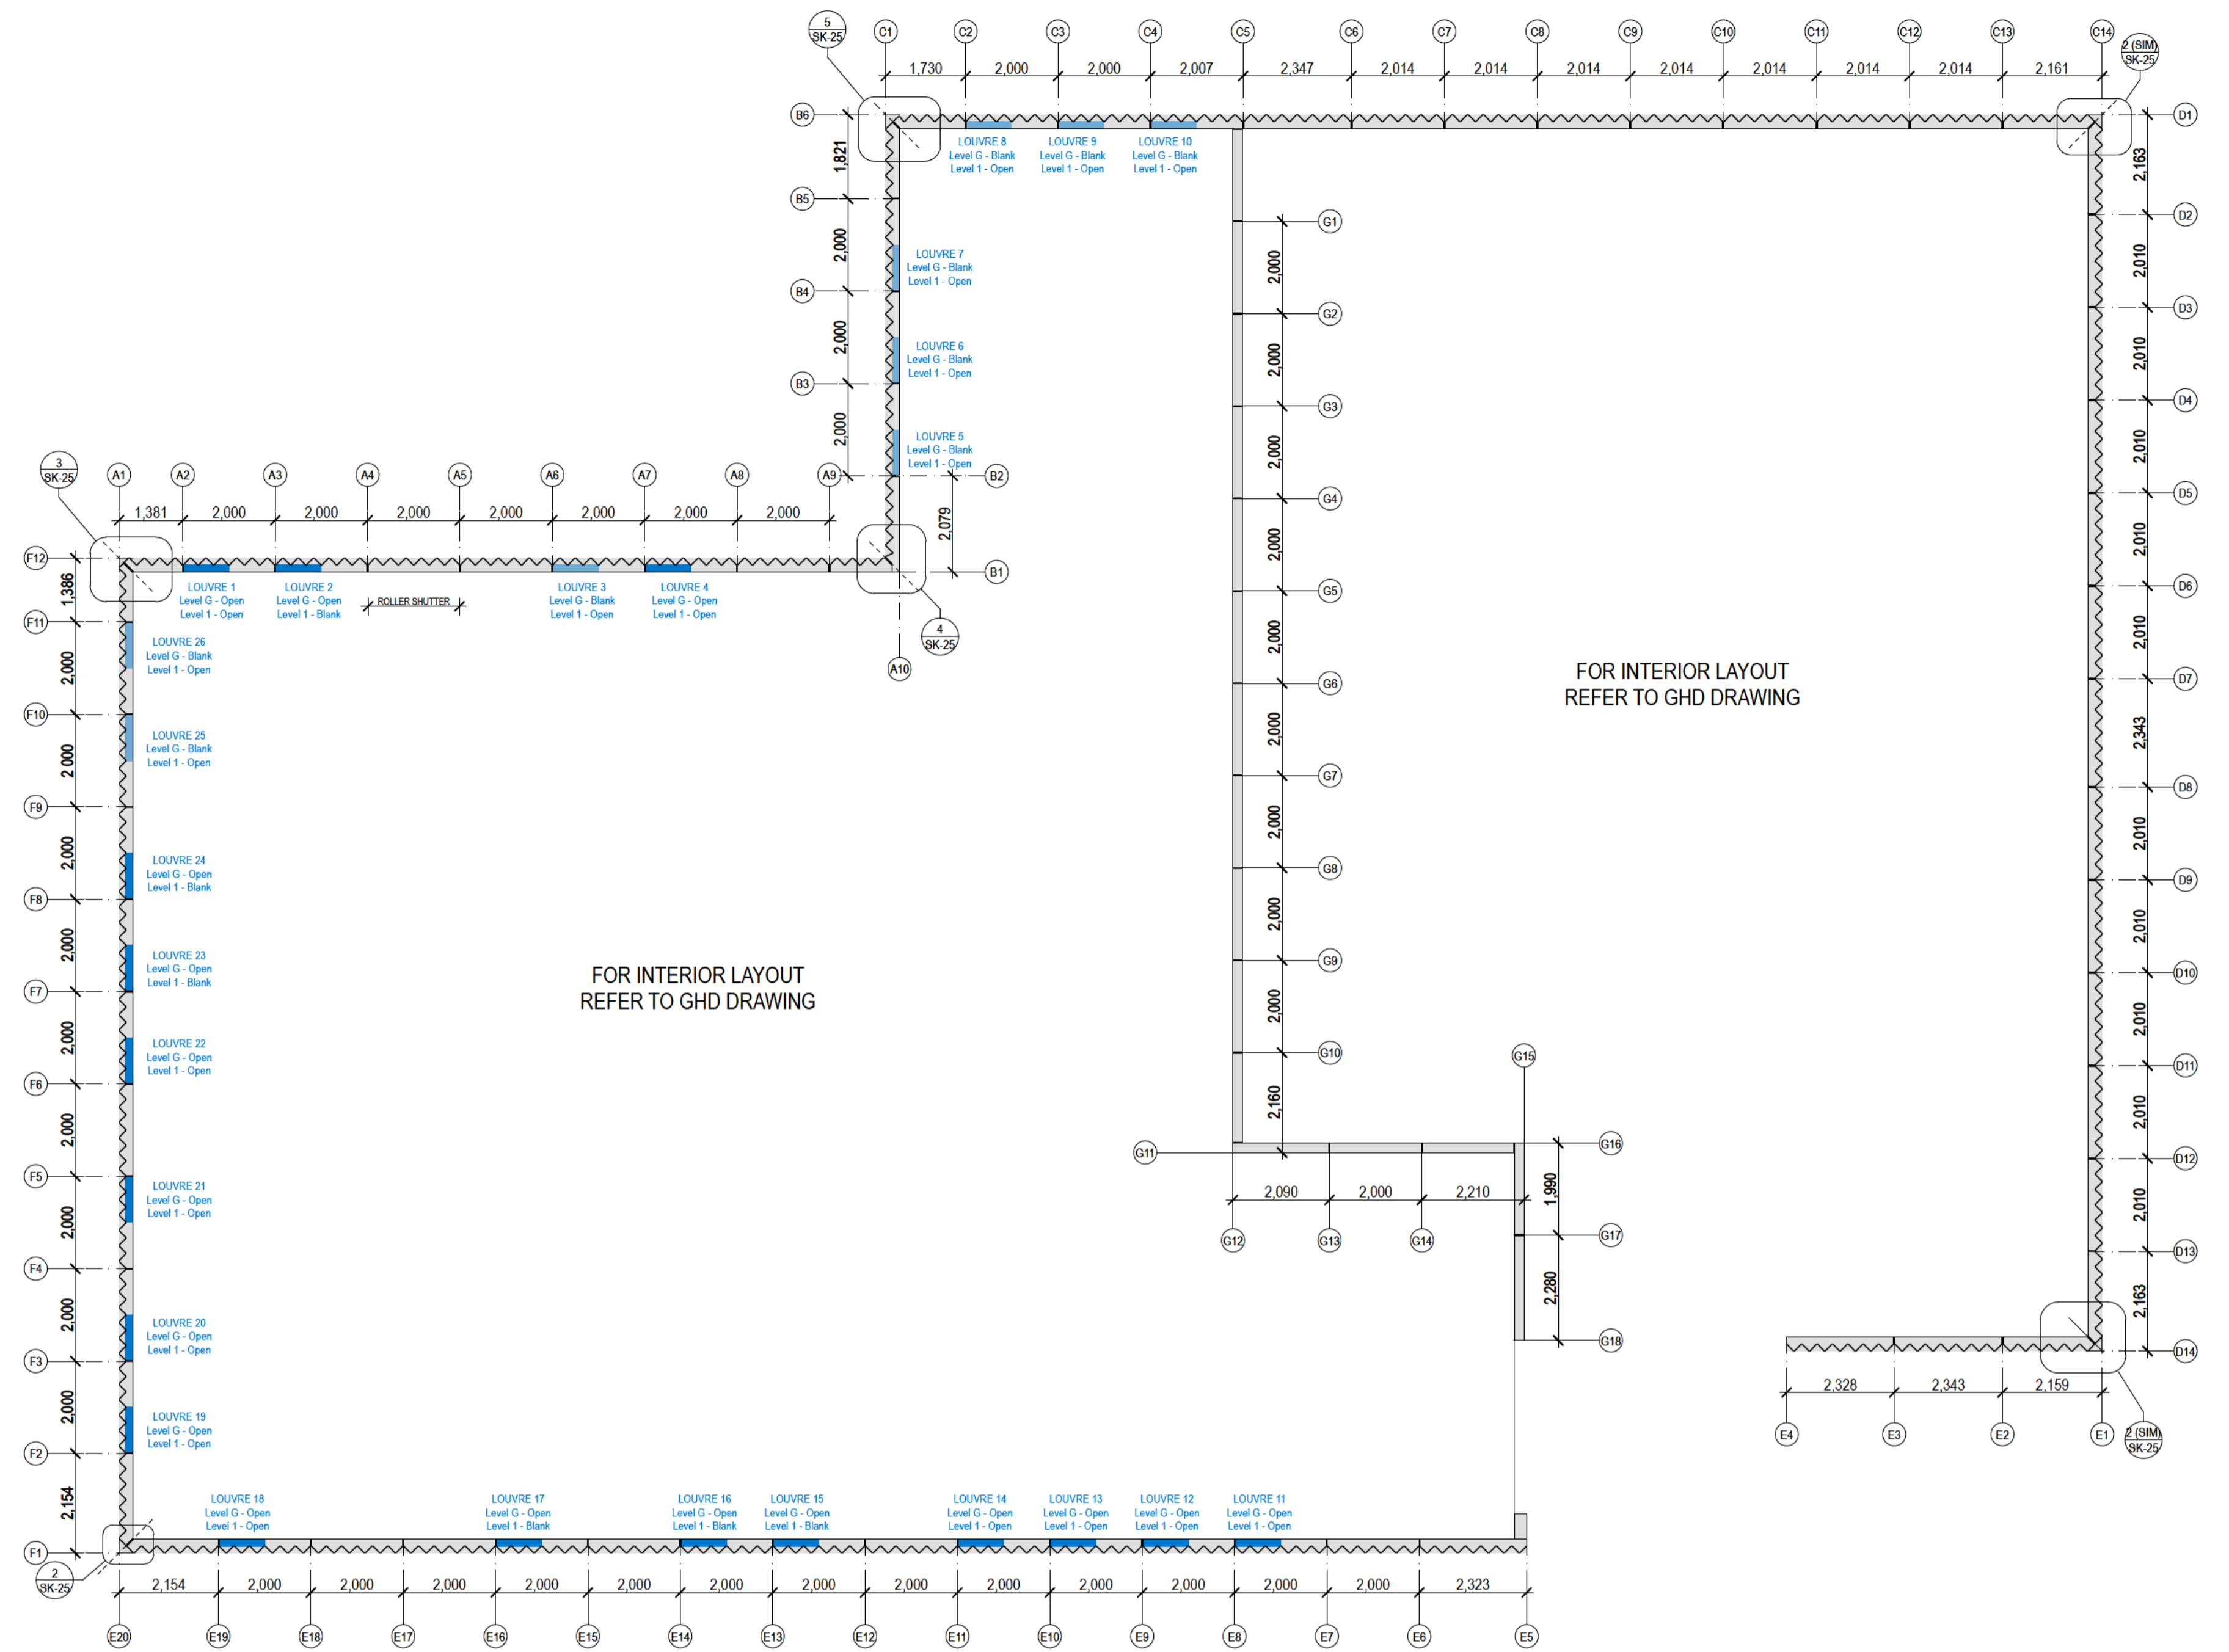 5
SK-25
C1 C2 C3 C4 C5 C6 C7 C8 C9 C10 C11 C12 C13 C14
2 (SIM)
SK-25
1,730 2,000 2,000 2,007 2,347 2,014 2,014 2,014 2,014 2,014 2,014 2,014 2,161
B6
D1
LOUVRE 8
Level G - Blank
Level 1 - Open
LOUVRE 9
Level G - Blank
Level 1 - Open
LOUVRE 10
Level G - Blank
Level 1 - Open
1,821
B5
2,000
B4
2,000
B3
2,000
LOUVRE 7
Level G - Blank
Level 1 - Open
LOUVRE 6
Level G - Blank
Level 1 - Open
LOUVRE 5
Level G - Blank
Level 1 - Open
B2
2,079
B1
G1
2,000
G2
2,000
G3
2,000
G4
2,000
G5
2,000
G6
2,000
G7
2,000
G8
2,000
G9
2,000
G10
2,160
G11
2,163
D2
2,010
D3
2,010
D4
2,010
D5
2,010
D6
2,010
D7
2,343
D8
2,010
D9
2,010
D10
2,010
D11
2,010
D12
2,010
D13
2,163
D14
3
SK-25
A1 A2 A3 A4 A5 A6 A7 A8 A9
1,381 2,000 2,000 2,000 2,000 2,000 2,000 2,000
LOUVRE 1
Level G - Open
Level 1 - Open
LOUVRE 2
Level G - Open
Level 1 - Blank
ROLLER SHUTTER
LOUVRE 3
Level G - Blank
Level 1 - Open
LOUVRE 4
Level G - Open
Level 1 - Open
4
SK-25
A10
F12
1,386
F11
2,000
F10
2 000
F9
2,000
F8
2,000
F7
2,000
F6
2,000
F5
2,000
F4
2,000
F3
2,000
F2
2,154
F1
LOUVRE 26
Level G - Blank
Level 1 - Open
LOUVRE 25
Level G - Blank
Level 1 - Open
LOUVRE 24
Level G - Open
Level 1 - Blank
LOUVRE 23
Level G - Open
Level 1 - Blank
LOUVRE 22
Level G - Open
Level 1 - Open
LOUVRE 21
Level G - Open
Level 1 - Open
LOUVRE 20
Level G - Open
Level 1 - Open
LOUVRE 19
Level G - Open
Level 1 - Open
FOR INTERIOR LAYOUT
REFER TO GHD DRAWING
FOR INTERIOR LAYOUT
REFER TO GHD DRAWING
G15
G16
1,990
G17
2,280
G18
2,090 2,000 2,210
G12 G13 G14
2,328 2,343 2,159
E4 E3 E2 E1
2 (SIM)
SK-25
LOUVRE 18
Level G - Open
Level 1 - Open
LOUVRE 17
Level G - Open
Level 1 - Blank
LOUVRE 16
Level G - Open
Level 1 - Blank
LOUVRE 15
Level G - Open
Level 1 - Blank
LOUVRE 14
Level G - Open
Level 1 - Open
LOUVRE 13
Level G - Open
Level 1 - Open
LOUVRE 12
Level G - Open
Level 1 - Open
LOUVRE 11
Level G - Open
Level 1 - Open
2
SK-25
2,154 2,000 2,000 2,000 2,000 2,000 2,000 2,000 2,000 2,000 2,000 2,000 2,000 2,000 2,323
E20 E19 E18 E17 E16 E15 E14 E13 E12 E11 E10 E9 E8 E7 E6 E5